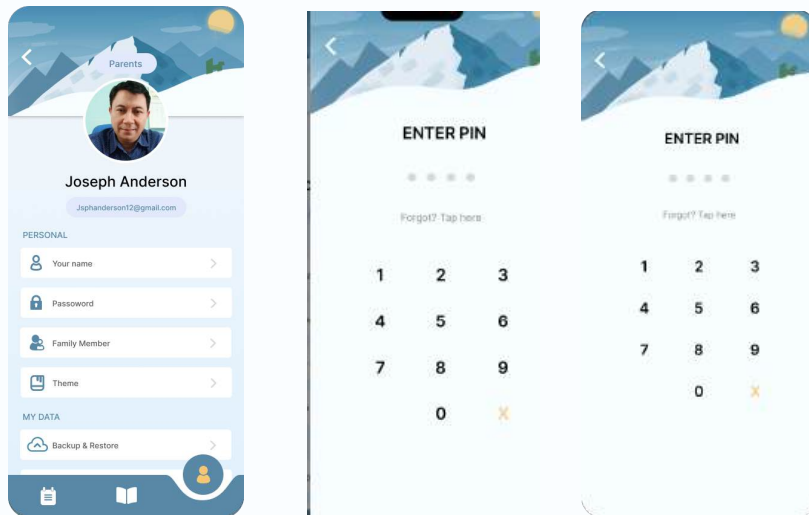 Parents
Joseph Anderson
Jsphanderson12@gmail.com
PERSONAL
Your name
Passoword
Family Member
Theme
MY DATA
Backup & Restore
ENTER PIN
Forgot? Tap here
1 2 3
4 5 6
7 8 9
0 X
ENTER PIN
Forgot? Tap here
1 2 3
4 5 6
7 8 9
0 X